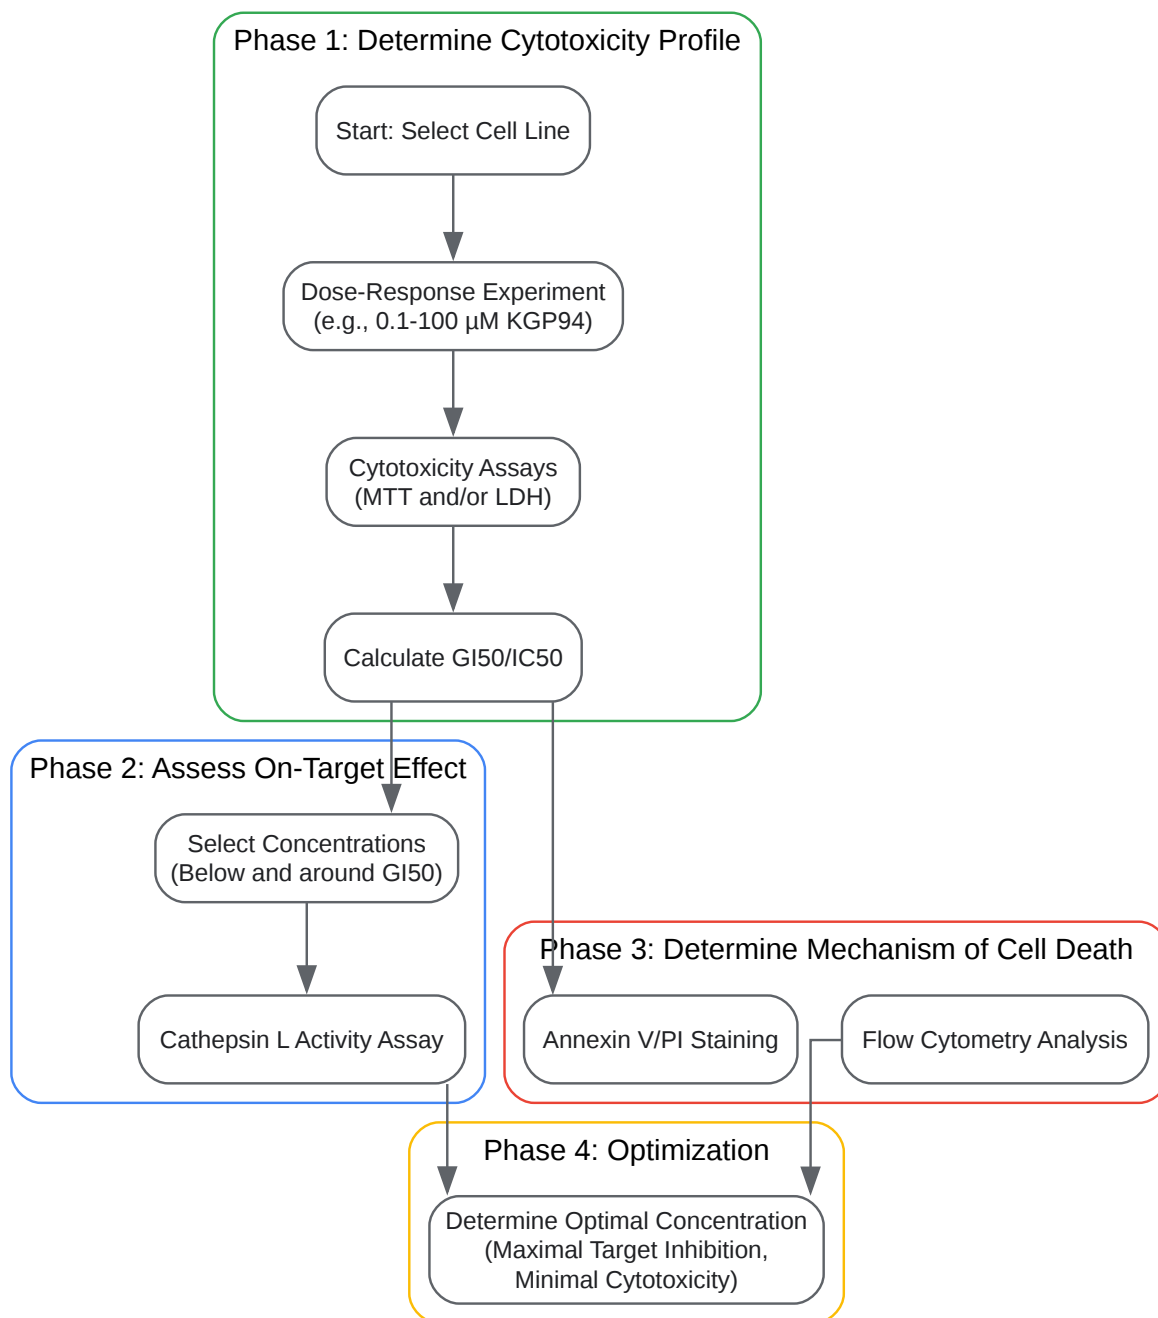 Phase 1: Determine Cytotoxicity Profile
Start: Select Cell Line
Dose-Response Experiment
(e.g., 0.1-100 µM KGP94)
Cytotoxicity Assays
(MTT and/or LDH)
Calculate GI50/IC50
Phase 2: Assess On-Target Effect
Select Concentrations
(Below and around GI50)
Cathepsin L Activity Assay
Phase 3: Determine Mechanism of Cell Death
Annexin V/PI Staining
Flow Cytometry Analysis
Phase 4: Optimization
Determine Optimal Concentration
(Maximal Target Inhibition,
Minimal Cytotoxicity)